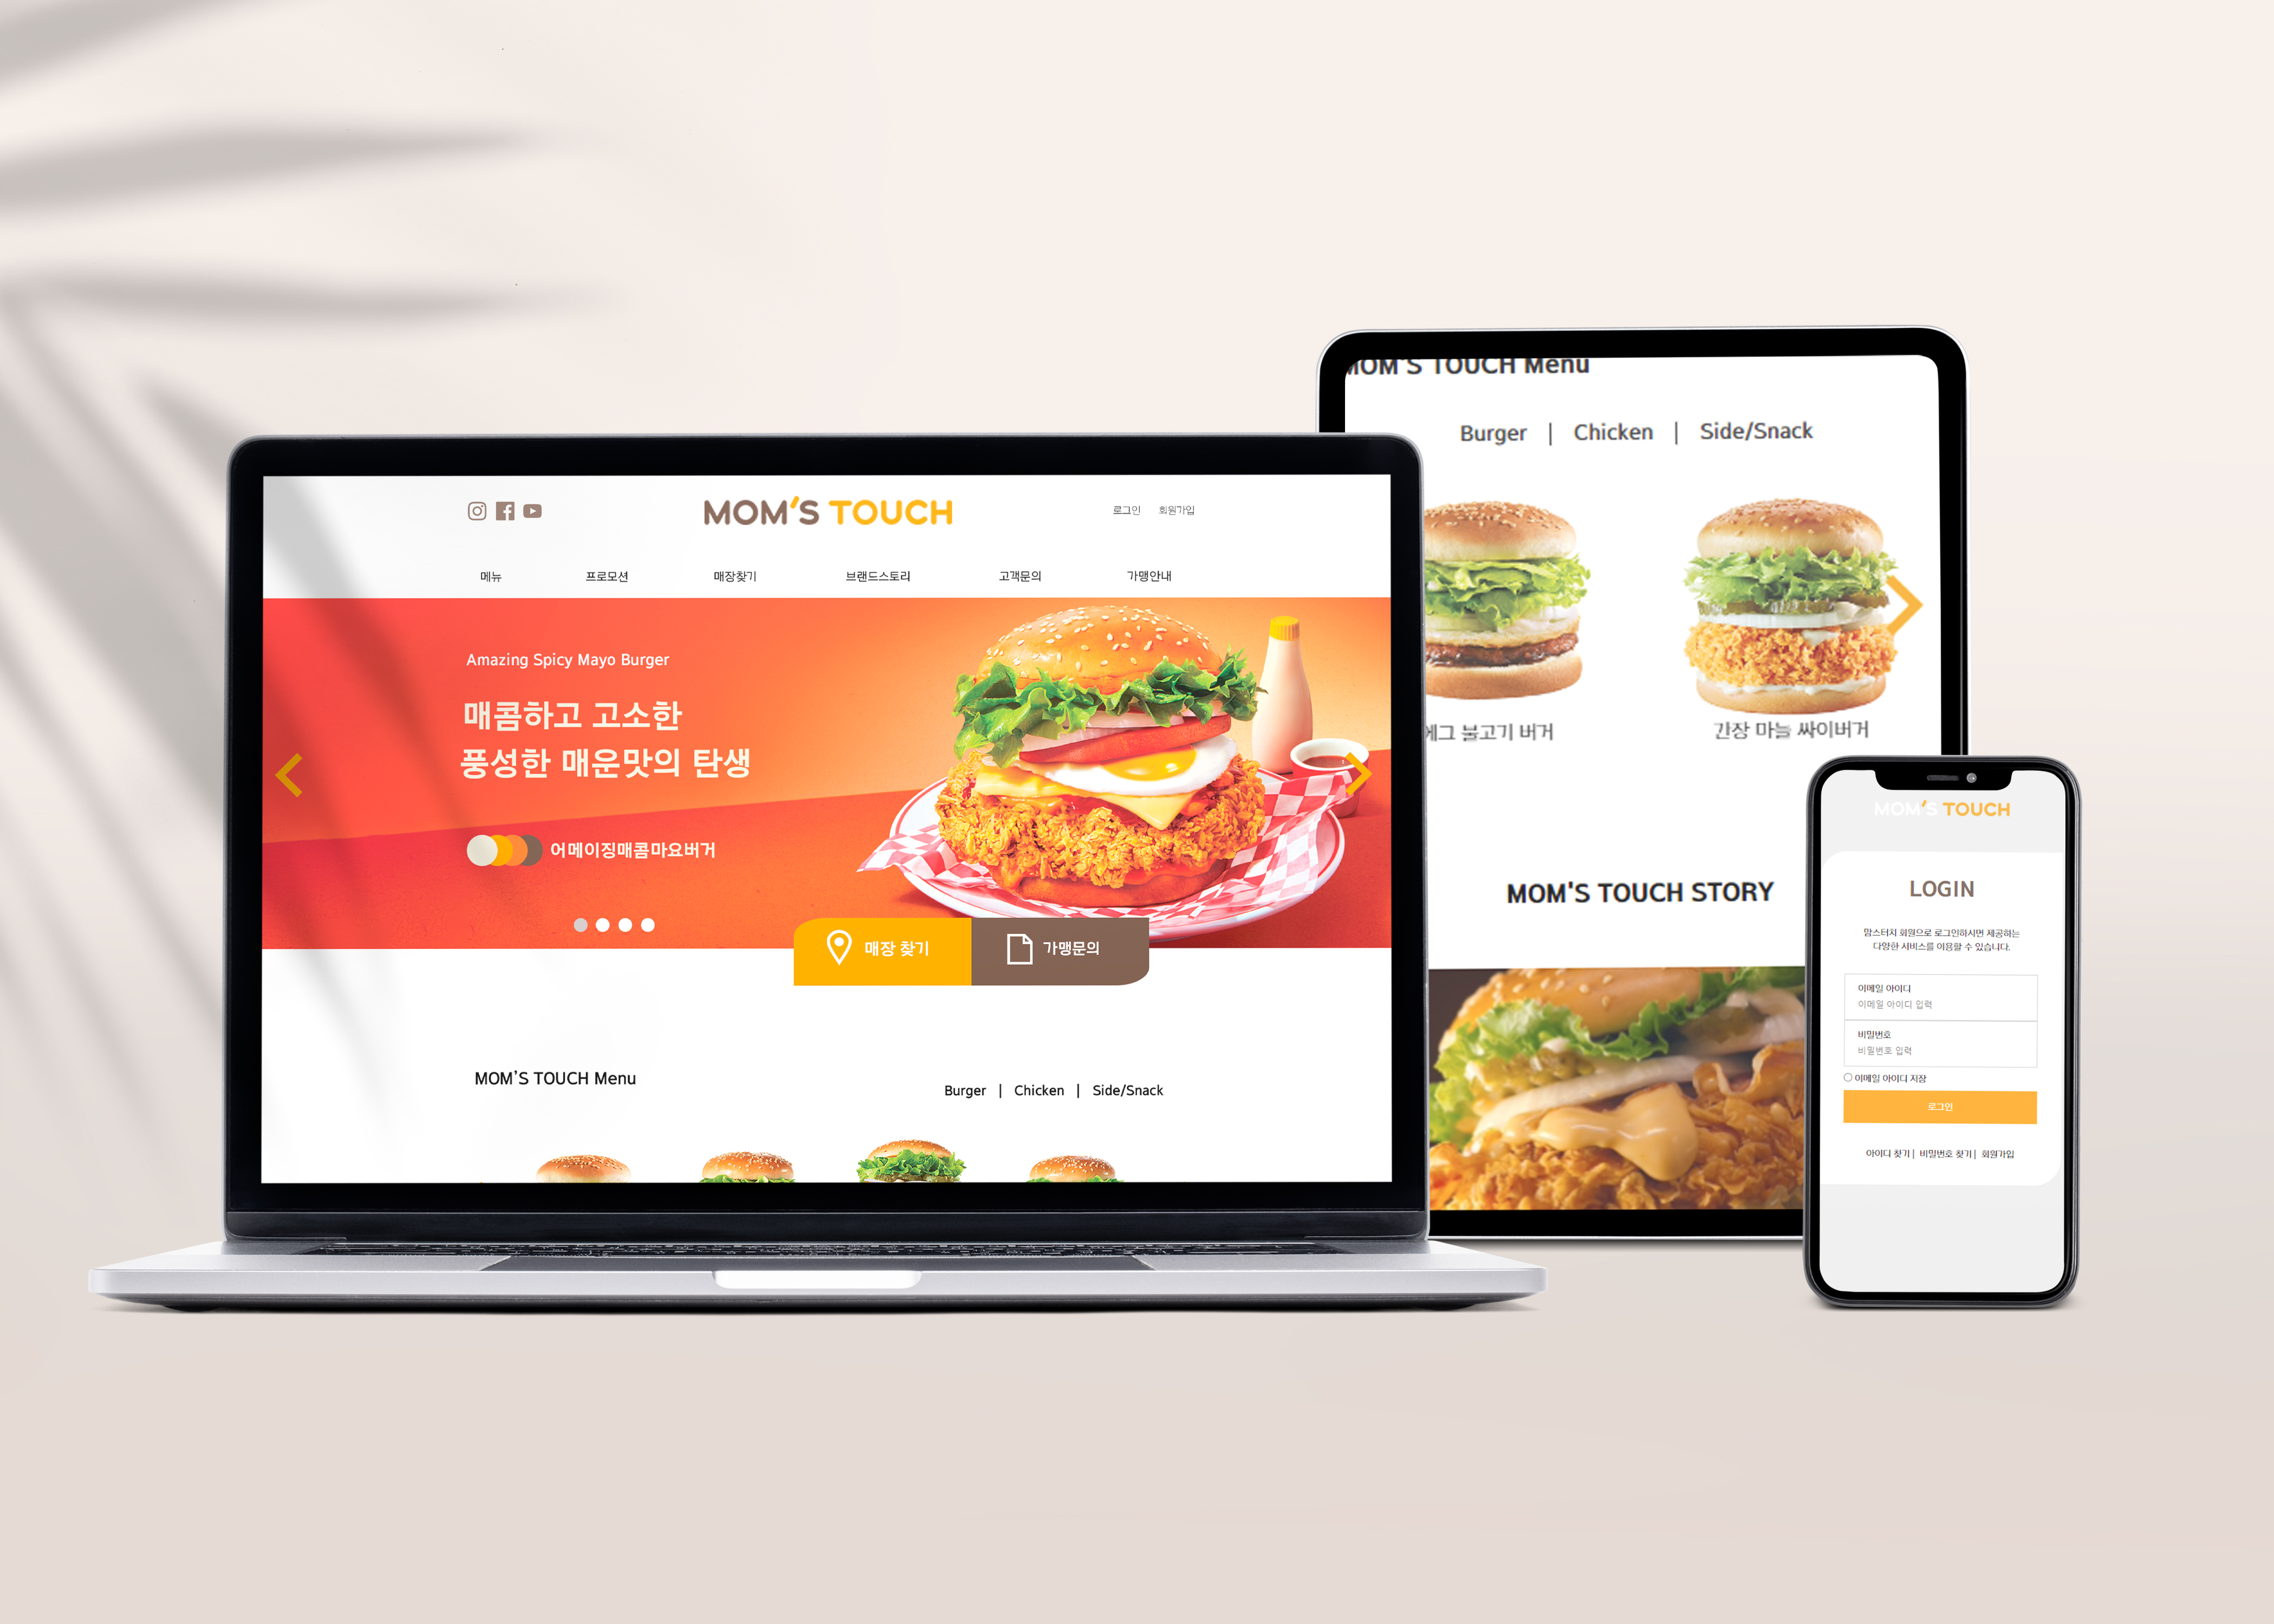 MOM'S TOUCH
로그인 회원가입
메뉴 프로모션 매장찾기 브랜드스토리 고객문의 가맹안내
Amazing Spicy Mayo Burger
매콤하고 고소한
풍성한 매운맛의 탄생
어메이징매콤마요버거
매장 찾기 가맹문의
MOM'S TOUCH Menu
Burger | Chicken | Side/Snack
MOM'S TOUCH Menu
Burger | Chicken | Side/Snack
에그 불고기 버거 간장 마늘 싸이버거
MOM'S TOUCH STORY
MOM'S TOUCH
LOGIN
맘스터치 회원으로 로그인하시면 제공하는
다양한 서비스를 이용할 수 있습니다.
이메일 아이디
이메일 아이디 입력
비밀번호
비밀번호 입력
이메일 아이디 저장
로그인
아이디 찾기 | 비밀번호 찾기 | 회원가입